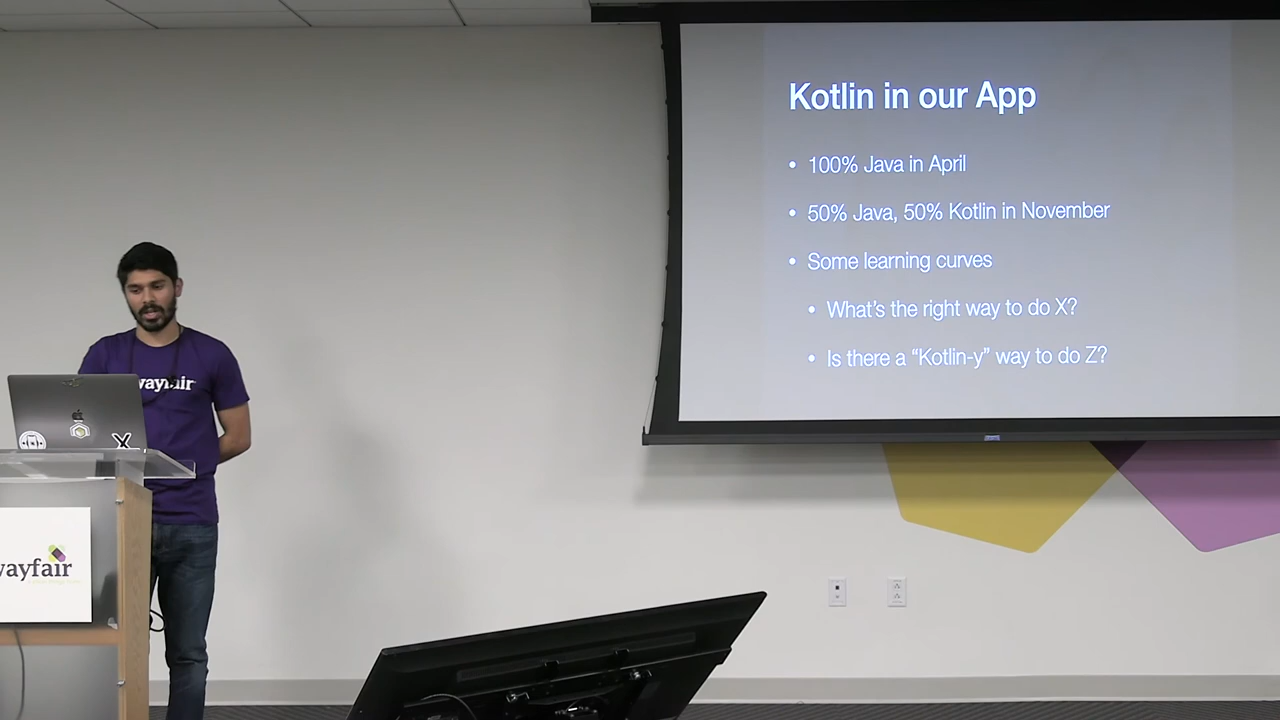 Kotlin in our App
• 100% Java in April
• 50% Java, 50% Kotlin in November
• Some learning curves
• What's the right way to do X?
• Is there a “Kotlin-y” way to do Z?
wayfair
X
wayfair